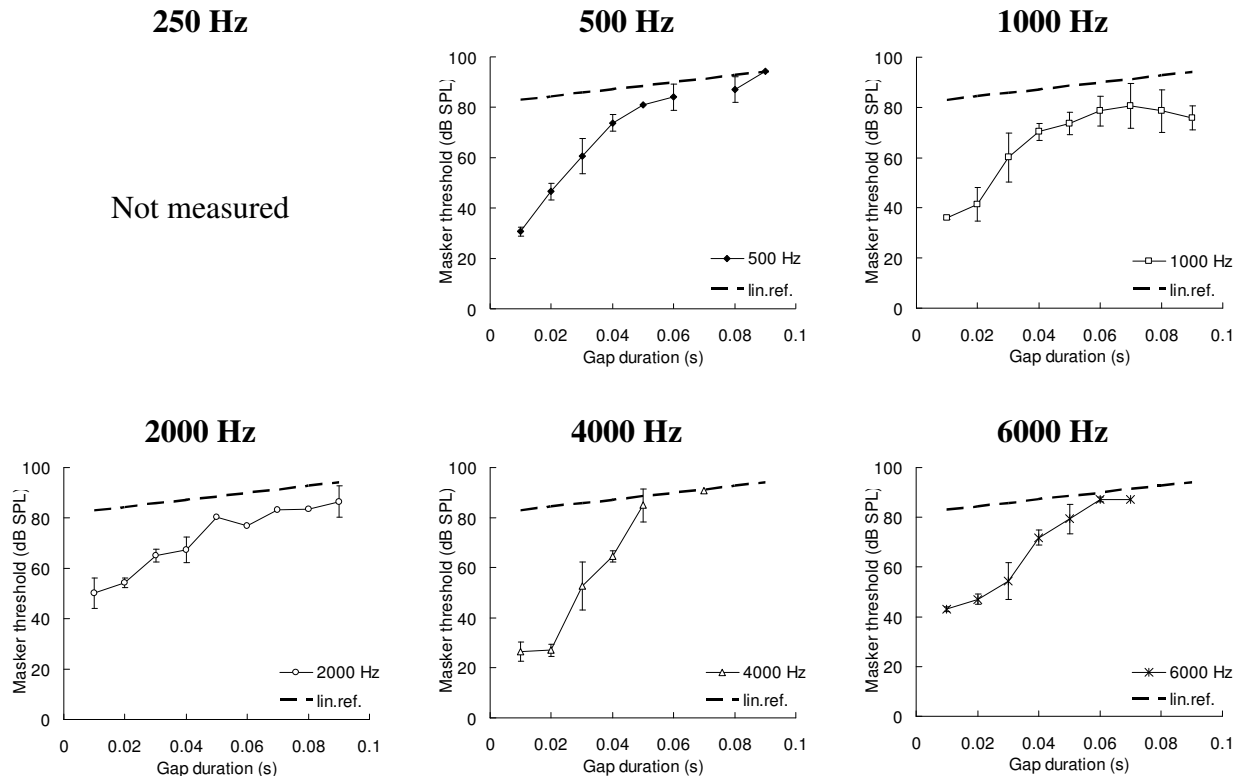 250 Hz
Not measured
500 Hz
Masker threshold (dB SPL)
100
80
60
40
20
0
500 Hz
lin.ref.
0 0.02 0.04 0.06 0.08 0.1
Gap duration (s)
1000 Hz
Masker threshold (dB SPL)
100
80
60
40
20
0
1000 Hz
lin.ref.
0 0.02 0.04 0.06 0.08 0.1
Gap duration (s)
2000 Hz
Masker threshold (dB SPL)
100
80
60
40
20
0
2000 Hz
lin.ref.
0 0.02 0.04 0.06 0.08 0.1
Gap duration (s)
4000 Hz
Masker threshold (dB SPL)
100
80
60
40
20
0
4000 Hz
lin.ref.
0 0.02 0.04 0.06 0.08 0.1
Gap duration (s)
6000 Hz
Masker threshold (dB SPL)
100
80
60
40
20
0
6000 Hz
lin.ref.
0 0.02 0.04 0.06 0.08 0.1
Gap duration (s)